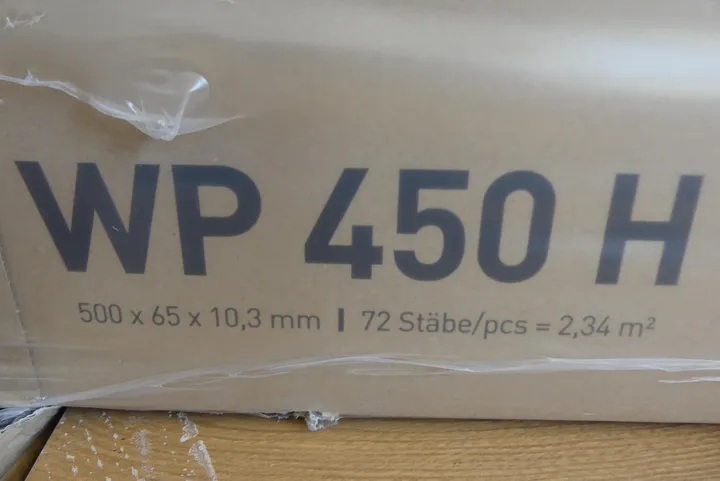 WP 450 H
500 x 65 x 10,3 mm | 72 Stäbe/pcs = 2,34 m²